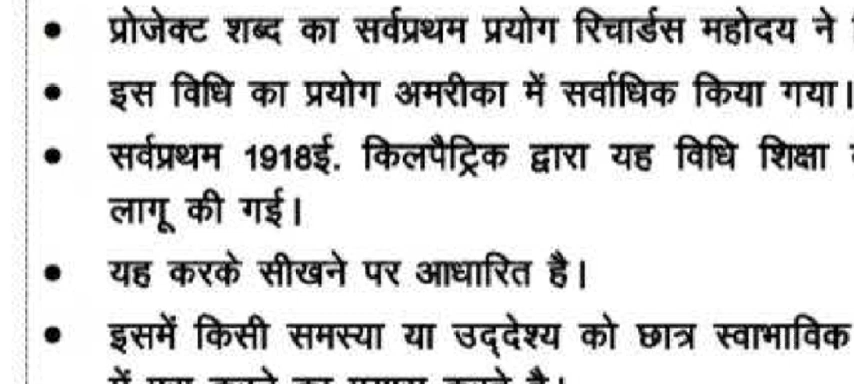 • प्रोजेक्ट शब्द का सर्वप्रथम प्रयोग रिचार्डस महोदय ने
• इस विधि का प्रयोग अमरीका में सर्वाधिक किया गया।
• सर्वप्रथम 1918ई. किलपैट्रिक द्वारा यह विधि शिक्षा
लागू की गई।
• यह करके सीखने पर आधारित है।
• इसमें किसी समस्या या उद्देश्य को छात्र स्वाभाविक